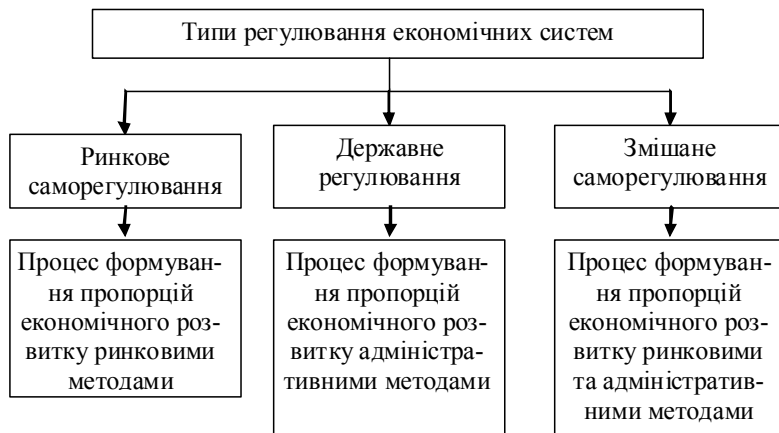 Типи регулювання економічних систем
Ринкове
саморегулювання
Державне
регулювання
Змішане
саморегулювання
Процес формуван-
ня пропорцій
економічного роз-
витку ринковими
методами
Процес формуван-
ня пропорцій
економічного роз-
витку адміністра-
тивними методами
Процес формуван-
ня пропорцій
економічного роз-
витку ринковими
та адміністратив-
ними методами